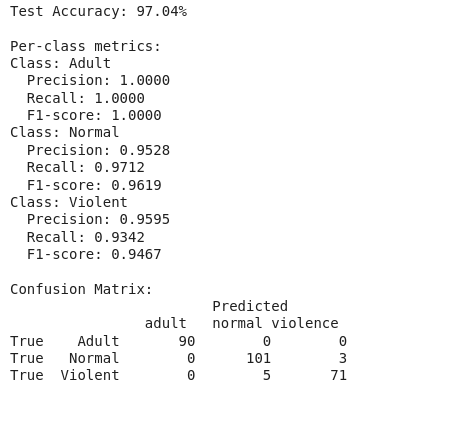 Test Accuracy: 97.04%
Per-class metrics:
Class: Adult
Precision: 1.0000
Recall: 1.0000
F1-score: 1.0000
Class: Normal
Precision: 0.9528
Recall: 0.9712
F1-score: 0.9619
Class: Violent
Precision: 0.9595
Recall: 0.9342
F1-score: 0.9467
Confusion Matrix:
Predicted
adult normal violence
True Adult 90 0 0
True Normal 0 101 3
True Violent 0 5 71